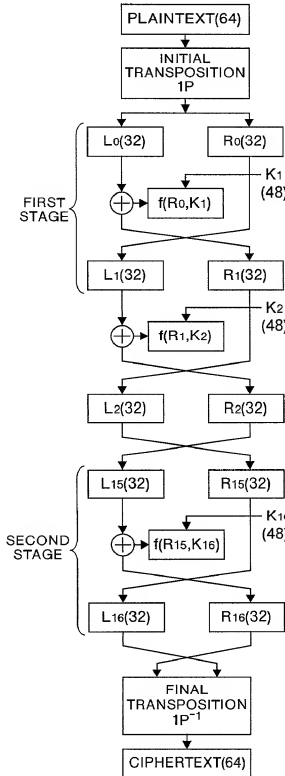 PLAINTEXT(64)
INITIAL
TRANSPOSITION
1P
L0(32)
R0(32)
K1
(48)
FIRST
STAGE
f(R0,K1)
L1(32)
R1(32)
K2
(48)
f(R1,K2)
L2(32)
R2(32)
L15(32)
R15(32)
K16
(48)
SECOND
STAGE
f(R15,K16)
L16(32)
R16(32)
FINAL
TRANSPOSITION
1P⁻¹
CIPHERTEXT(64)